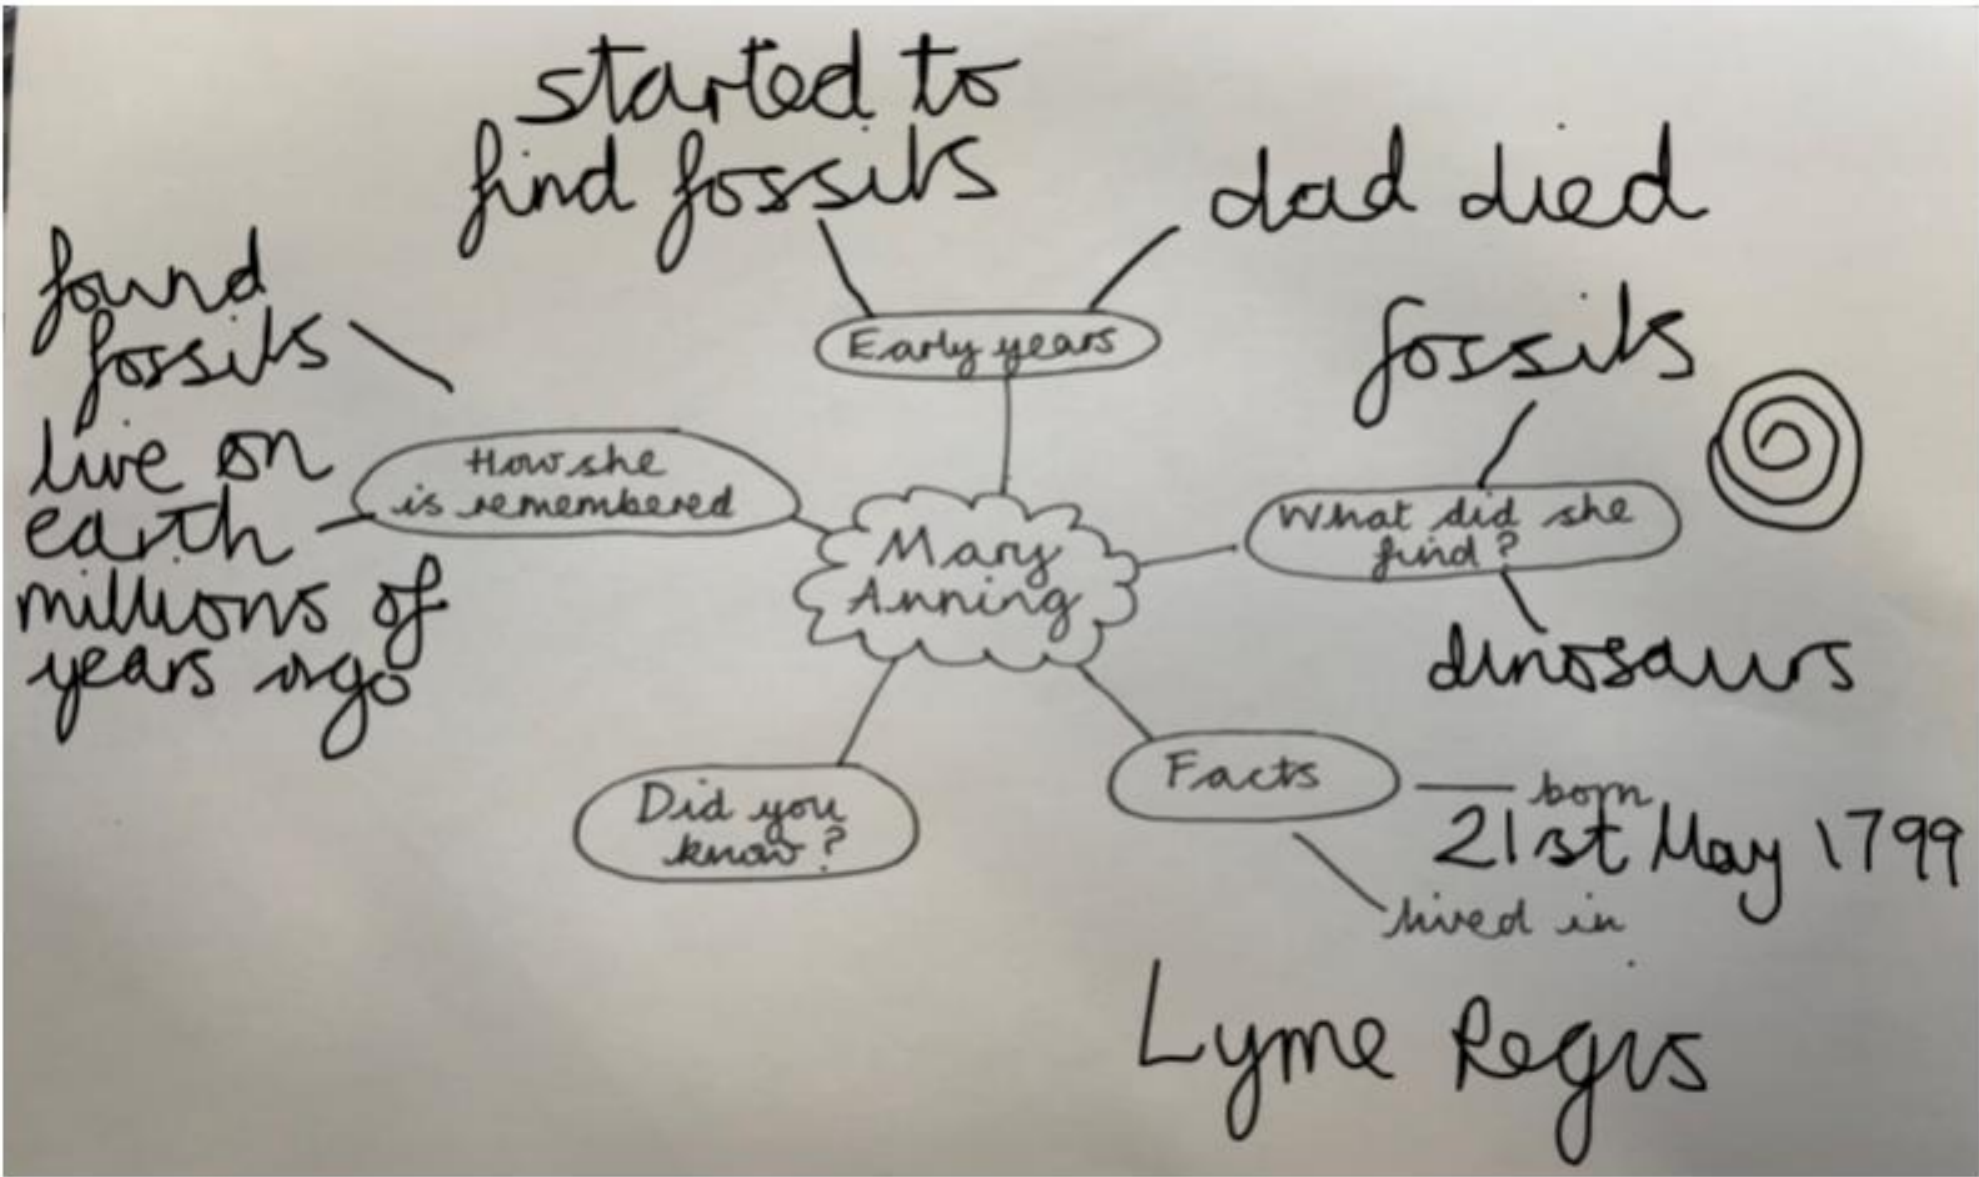 started to
find fossils
dad died
Early years
found
fossils
live on
earth
millions of
years ago
How she
is remembered
Mary
Anning
fossils
What did she
find?
dinosaurs
Did you
know?
Facts
born
21st May 1799
lived in
Lyme Regis